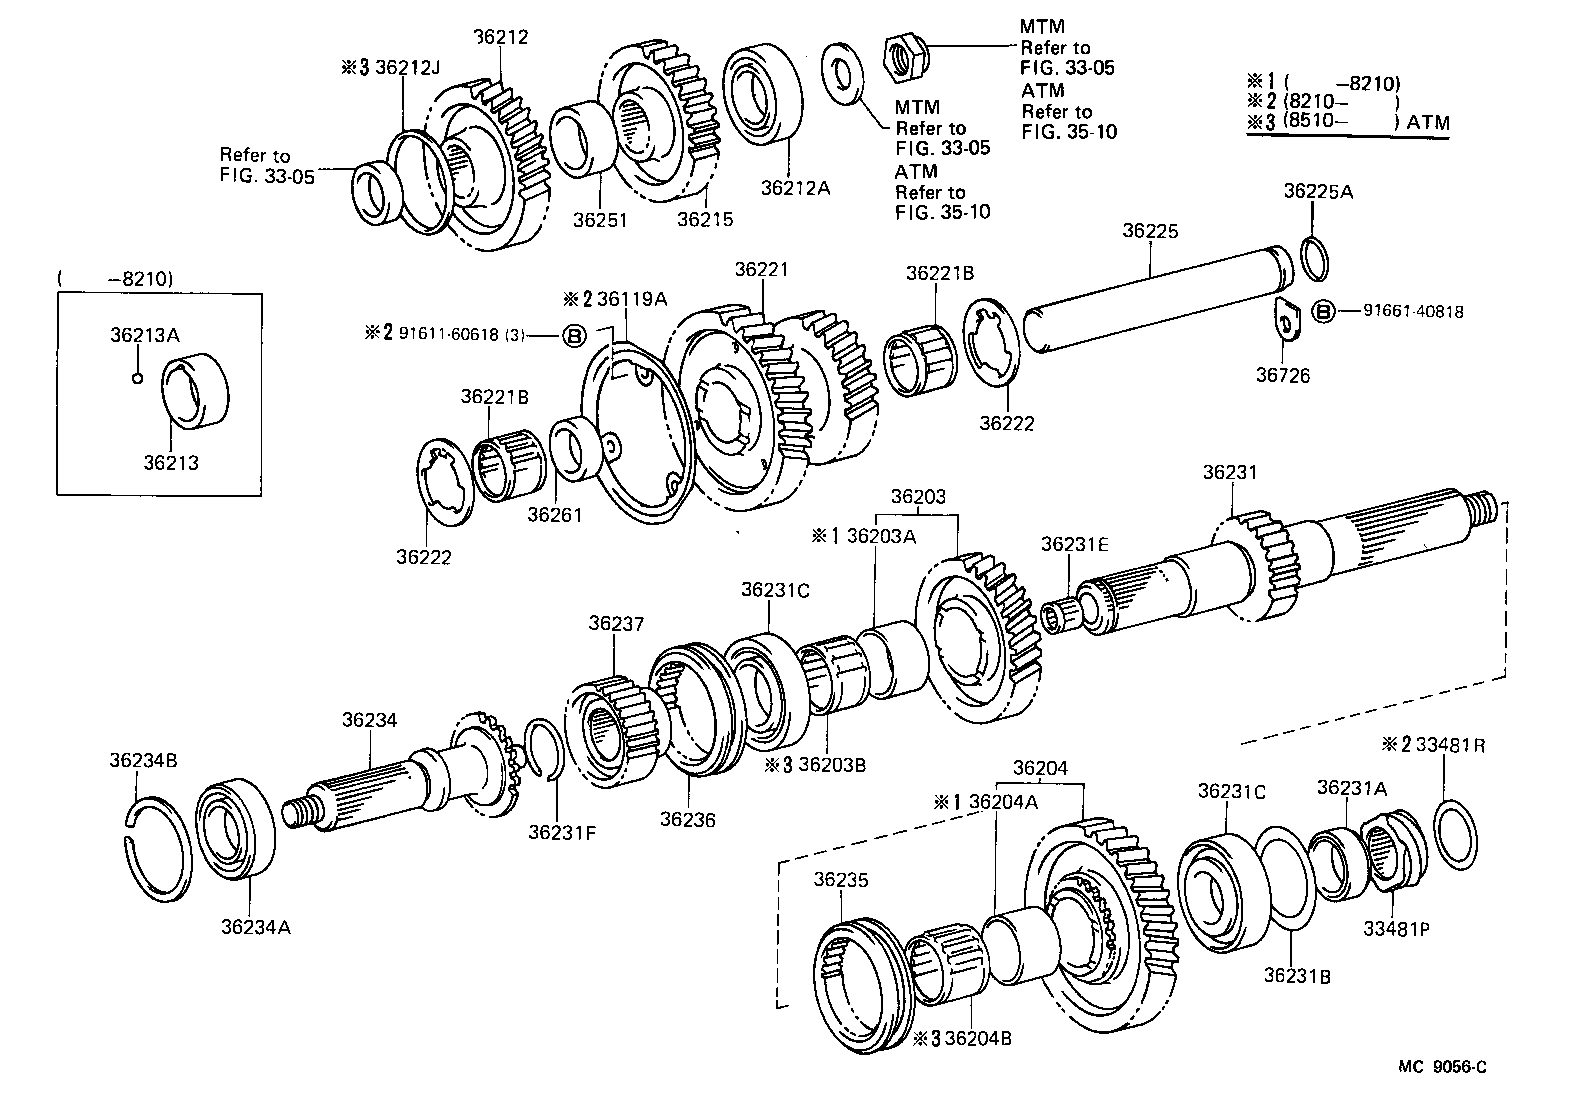 36212
※3 36212J
Refer to
FIG. 33-05
36251
36215
36212A
MTM
Refer to
FIG. 33-05
ATM
Refer to
FIG. 35-10
MTM
Refer to
FIG. 33-05
ATM
Refer to
FIG. 35-10
※1 (      -8210)
※2 (8210-      )
※3 (8510-      ) ATM
36225A
36225
36221B
36221
※2 36119A
※2 91611-60618 (3) B
B 91661-40818
36726
36222
(      -8210)
36213A
36213
36221B
36261
36222
36231
36203
※1 36203A
36231E
36231C
36237
36234
36234B
※3 36203B
36236
36231F
36234A
※2 33481R
36204
※1 36204A
36231C
36231A
36235
33481P
36231B
※3 36204B
MC 9056-C